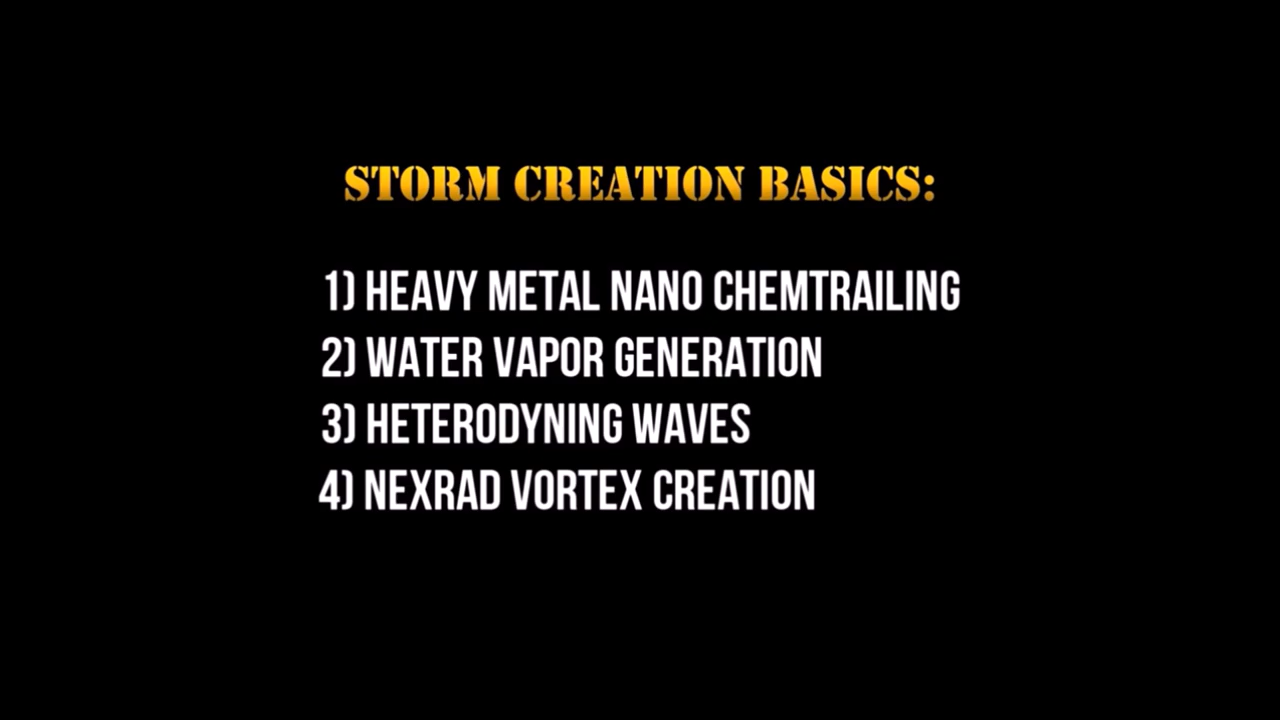 STORM CREATION BASICS:
1) HEAVY METAL NANO CHEMTRAILING
2) WATER VAPOR GENERATION
3) HETERODYNING WAVES
4) NEXRAD VORTEX CREATION